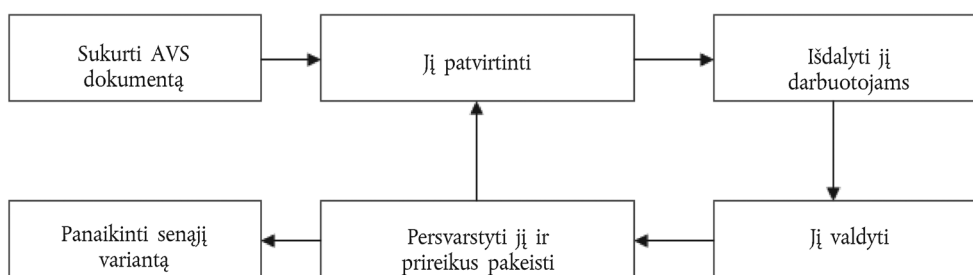 Sukurti AVS
dokumentą
Jį patvirtinti
Išdalyti jį
darbuotojams
Panaikinti senąjį
variantą
Persvarstyti jį ir
prireikus pakeisti
Jį valdyti